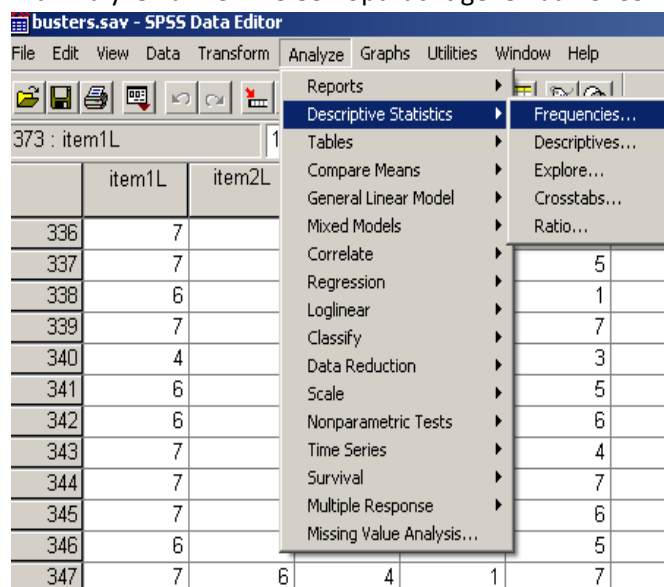 busters.sav - SPSS Data Editor
File Edit View Data Transform Analyze Graphs Utilities Window Help
373 : item1L 1
item1L item2L
Reports
Descriptive Statistics
Tables
Compare Means
General Linear Model
Mixed Models
Correlate
Regression
Loglinear
Classify
Data Reduction
Scale
Nonparametric Tests
Time Series
Survival
Multiple Response
Missing Value Analysis...
Frequencies...
Descriptives...
Explore...
Crosstabs...
Ratio...
336 7
337 7 5
338 6 1
339 7 7
340 4 3
341 6 5
342 6 6
343 7 4
344 7 7
345 7 6
346 6 5
347 7 6 4 1 7